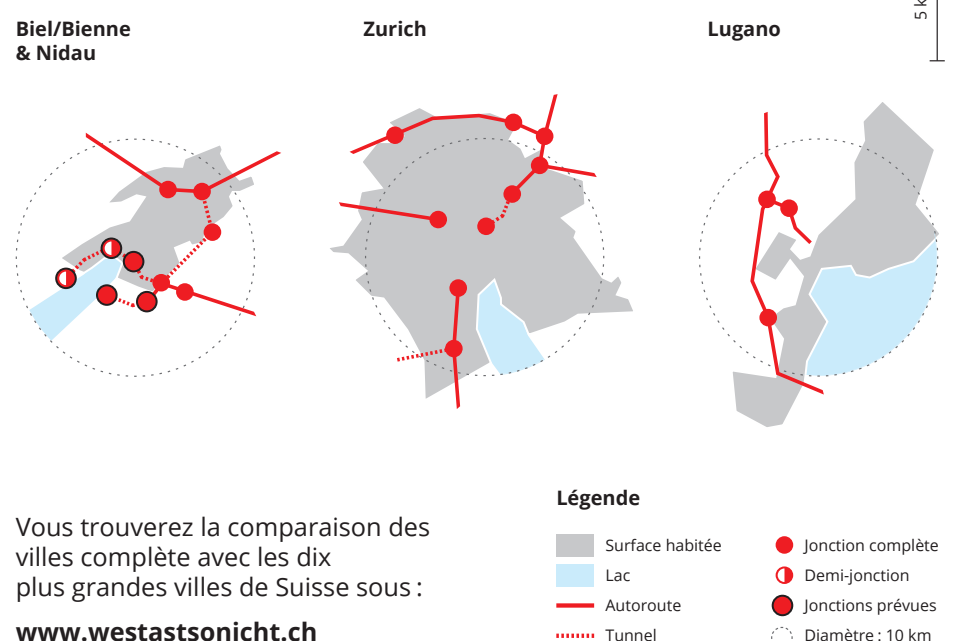 Biel/Bienne
& Nidau
Zurich
Lugano
Vous trouverez la comparaison des
villes complète avec les dix
plus grandes villes de Suisse sous :
www.westastsonicht.ch
Légende
Surface habitée
Lac
Autoroute
Tunnel
Jonction complète
Demi-jonction
Jonctions prévues
Diamètre : 10 km